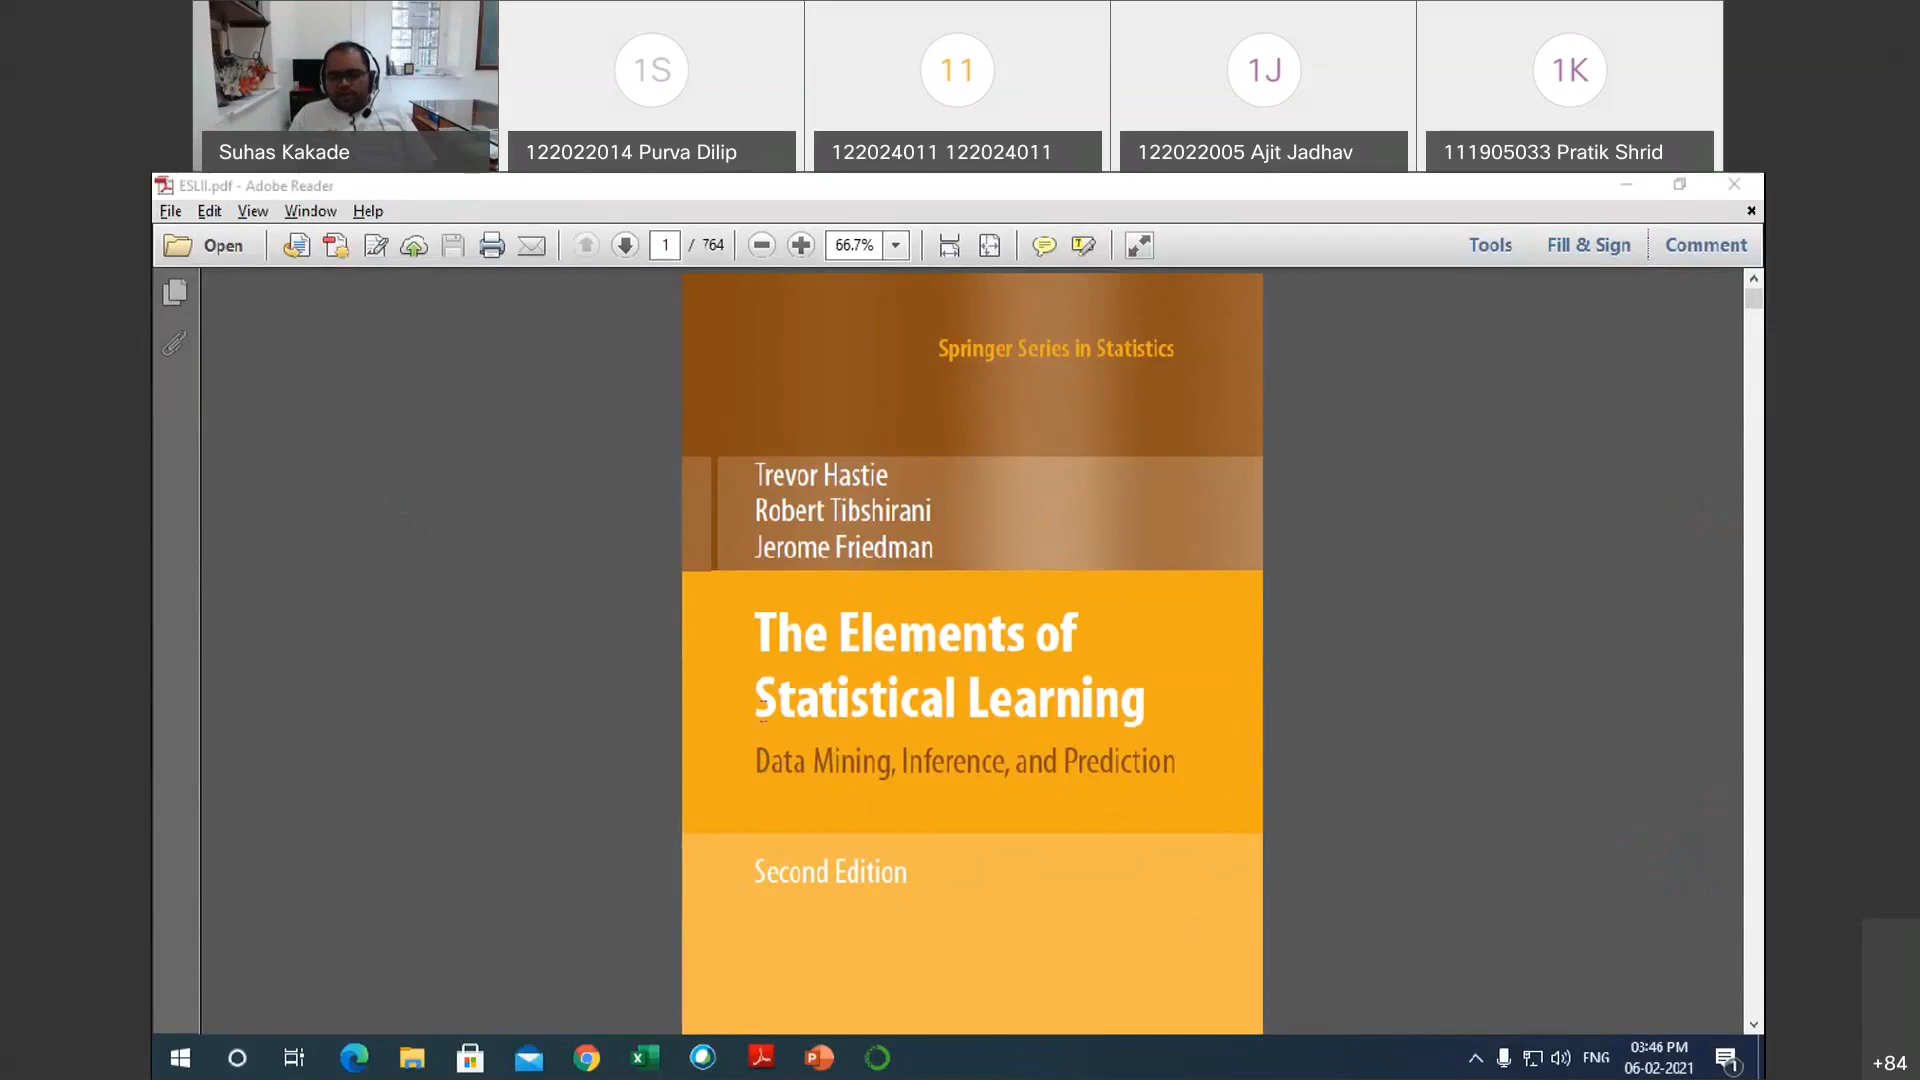 1S
11
1J
1K
Suhas Kakade
122022014 Purva Dilip
122024011 122024011
122022005 Ajit Jadhav
111905033 Pratik Shrid
ESLII.pdf - Adobe Reader
File Edit View Window Help
Open
1 / 764
66.7%
Tools
Fill & Sign
Comment
Springer Series in Statistics
Trevor Hastie
Robert Tibshirani
Jerome Friedman
The Elements of
Statistical Learning
Data Mining, Inference, and Prediction
Second Edition
ENG
03:46 PM
06-02-2021
1
+84